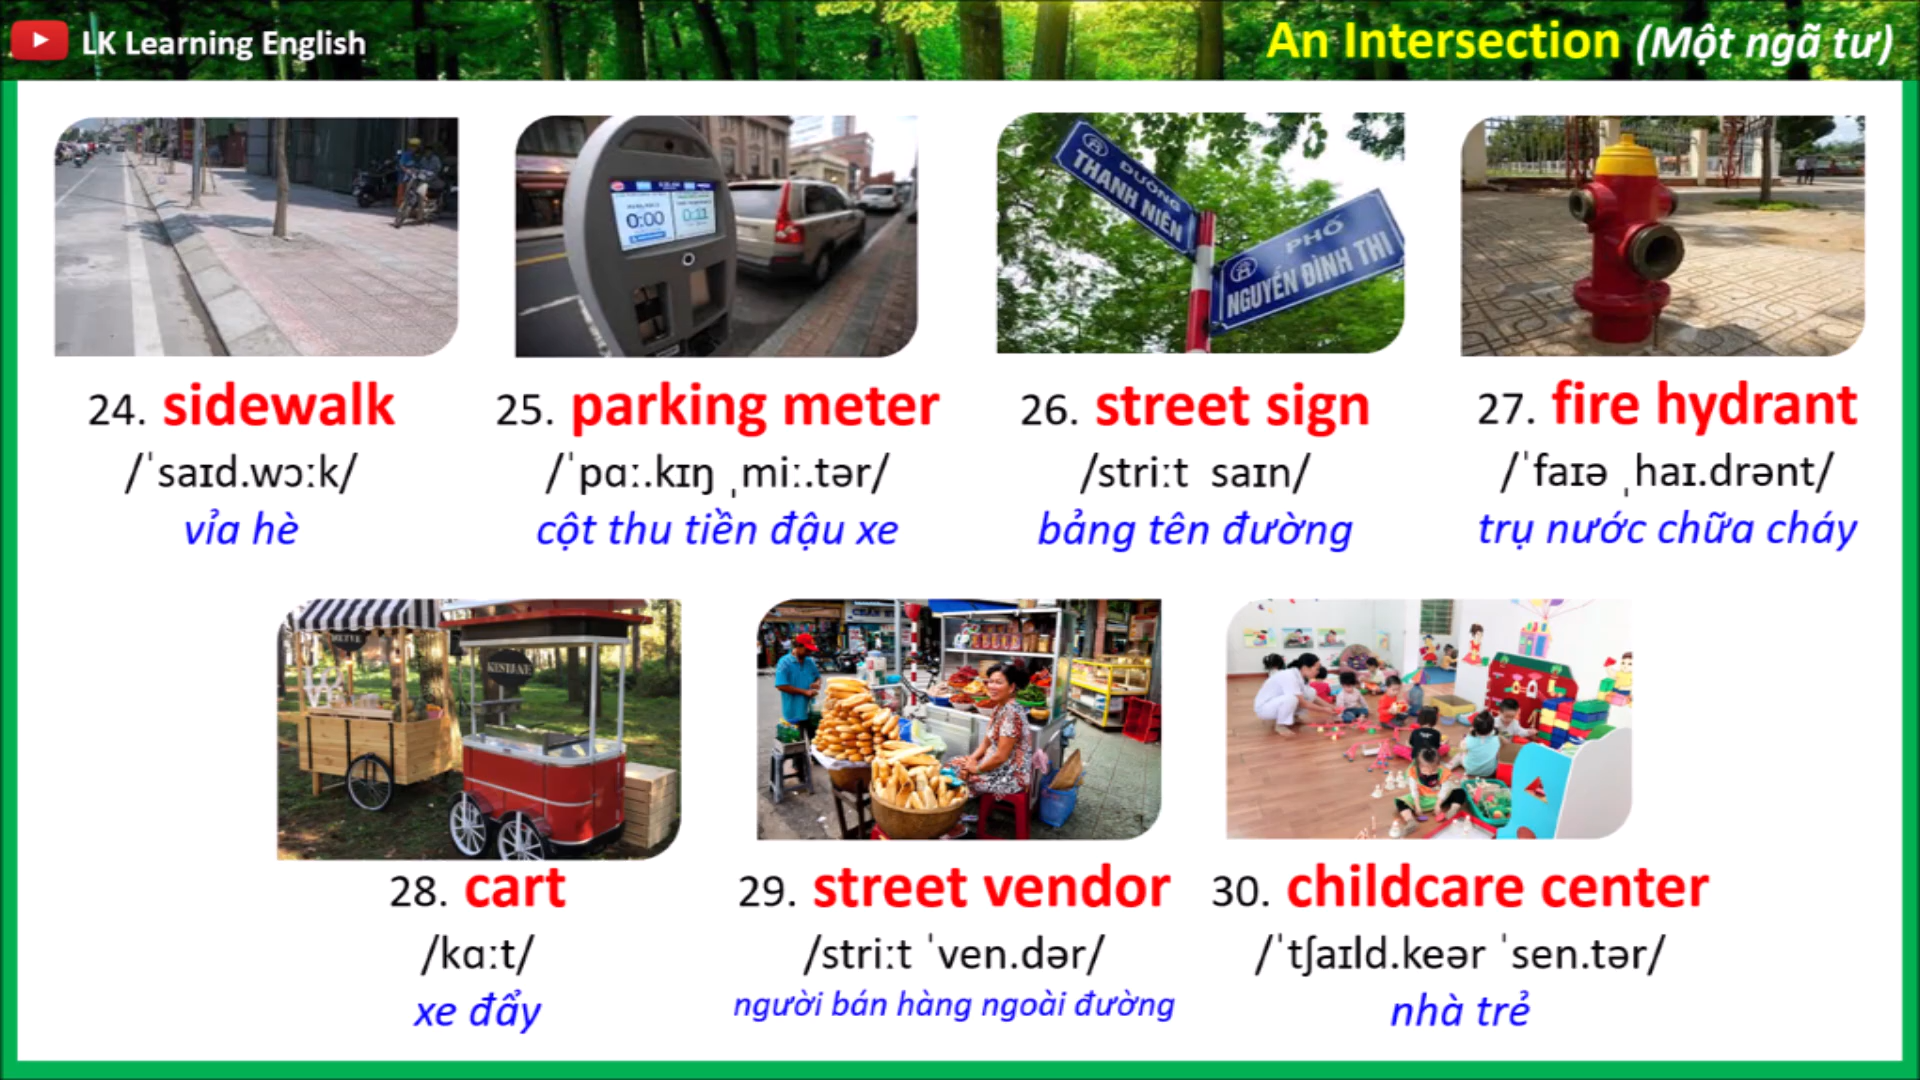 LK Learning English
An Intersection (Một ngã tư)
0:00
0:11
ĐƯỜNG
THANH NIÊN
PHỐ
NGUYỄN ĐÌNH THI
24. sidewalk
/ˈsaɪd.wɔːk/
vỉa hè
25. parking meter
/ˈpɑː.kɪŋ ˌmiː.tər/
cột thu tiền đậu xe
26. street sign
/striːt saɪn/
bảng tên đường
27. fire hydrant
/ˈfaɪə ˌhaɪ.drənt/
trụ nước chữa cháy
28. cart
/kɑːt/
xe đẩy
29. street vendor
/striːt ˈven.dər/
người bán hàng ngoài đường
30. childcare center
/ˈtʃaɪld.keər ˈsen.tər/
nhà trẻ